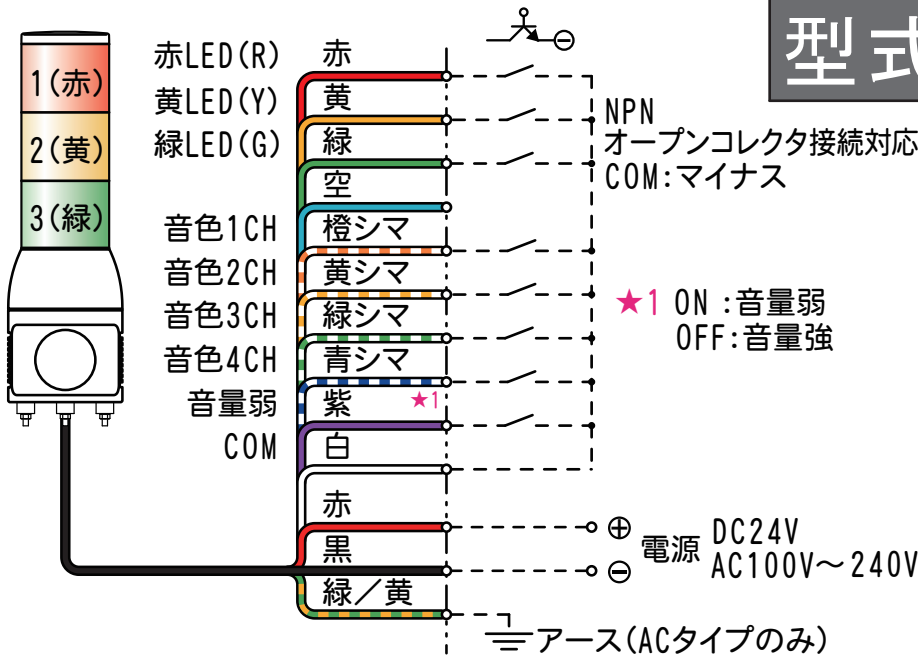 型式
1(赤)
2(黄)
3(緑)
赤LED(R) 赤
黄LED(Y) 黄
緑LED(G) 緑
空
音色1CH 橙シマ
音色2CH 黄シマ
音色3CH 緑シマ
音色4CH 青シマ
音量弱 紫 ★1
COM 白
赤
黒
緑/黄
⊖
NPN
オープンコレクタ接続対応
COM:マイナス
★1 ON :音量弱
OFF:音量強
⊕
⊖
電源 DC24V
AC100V~240V
アース(ACタイプのみ)